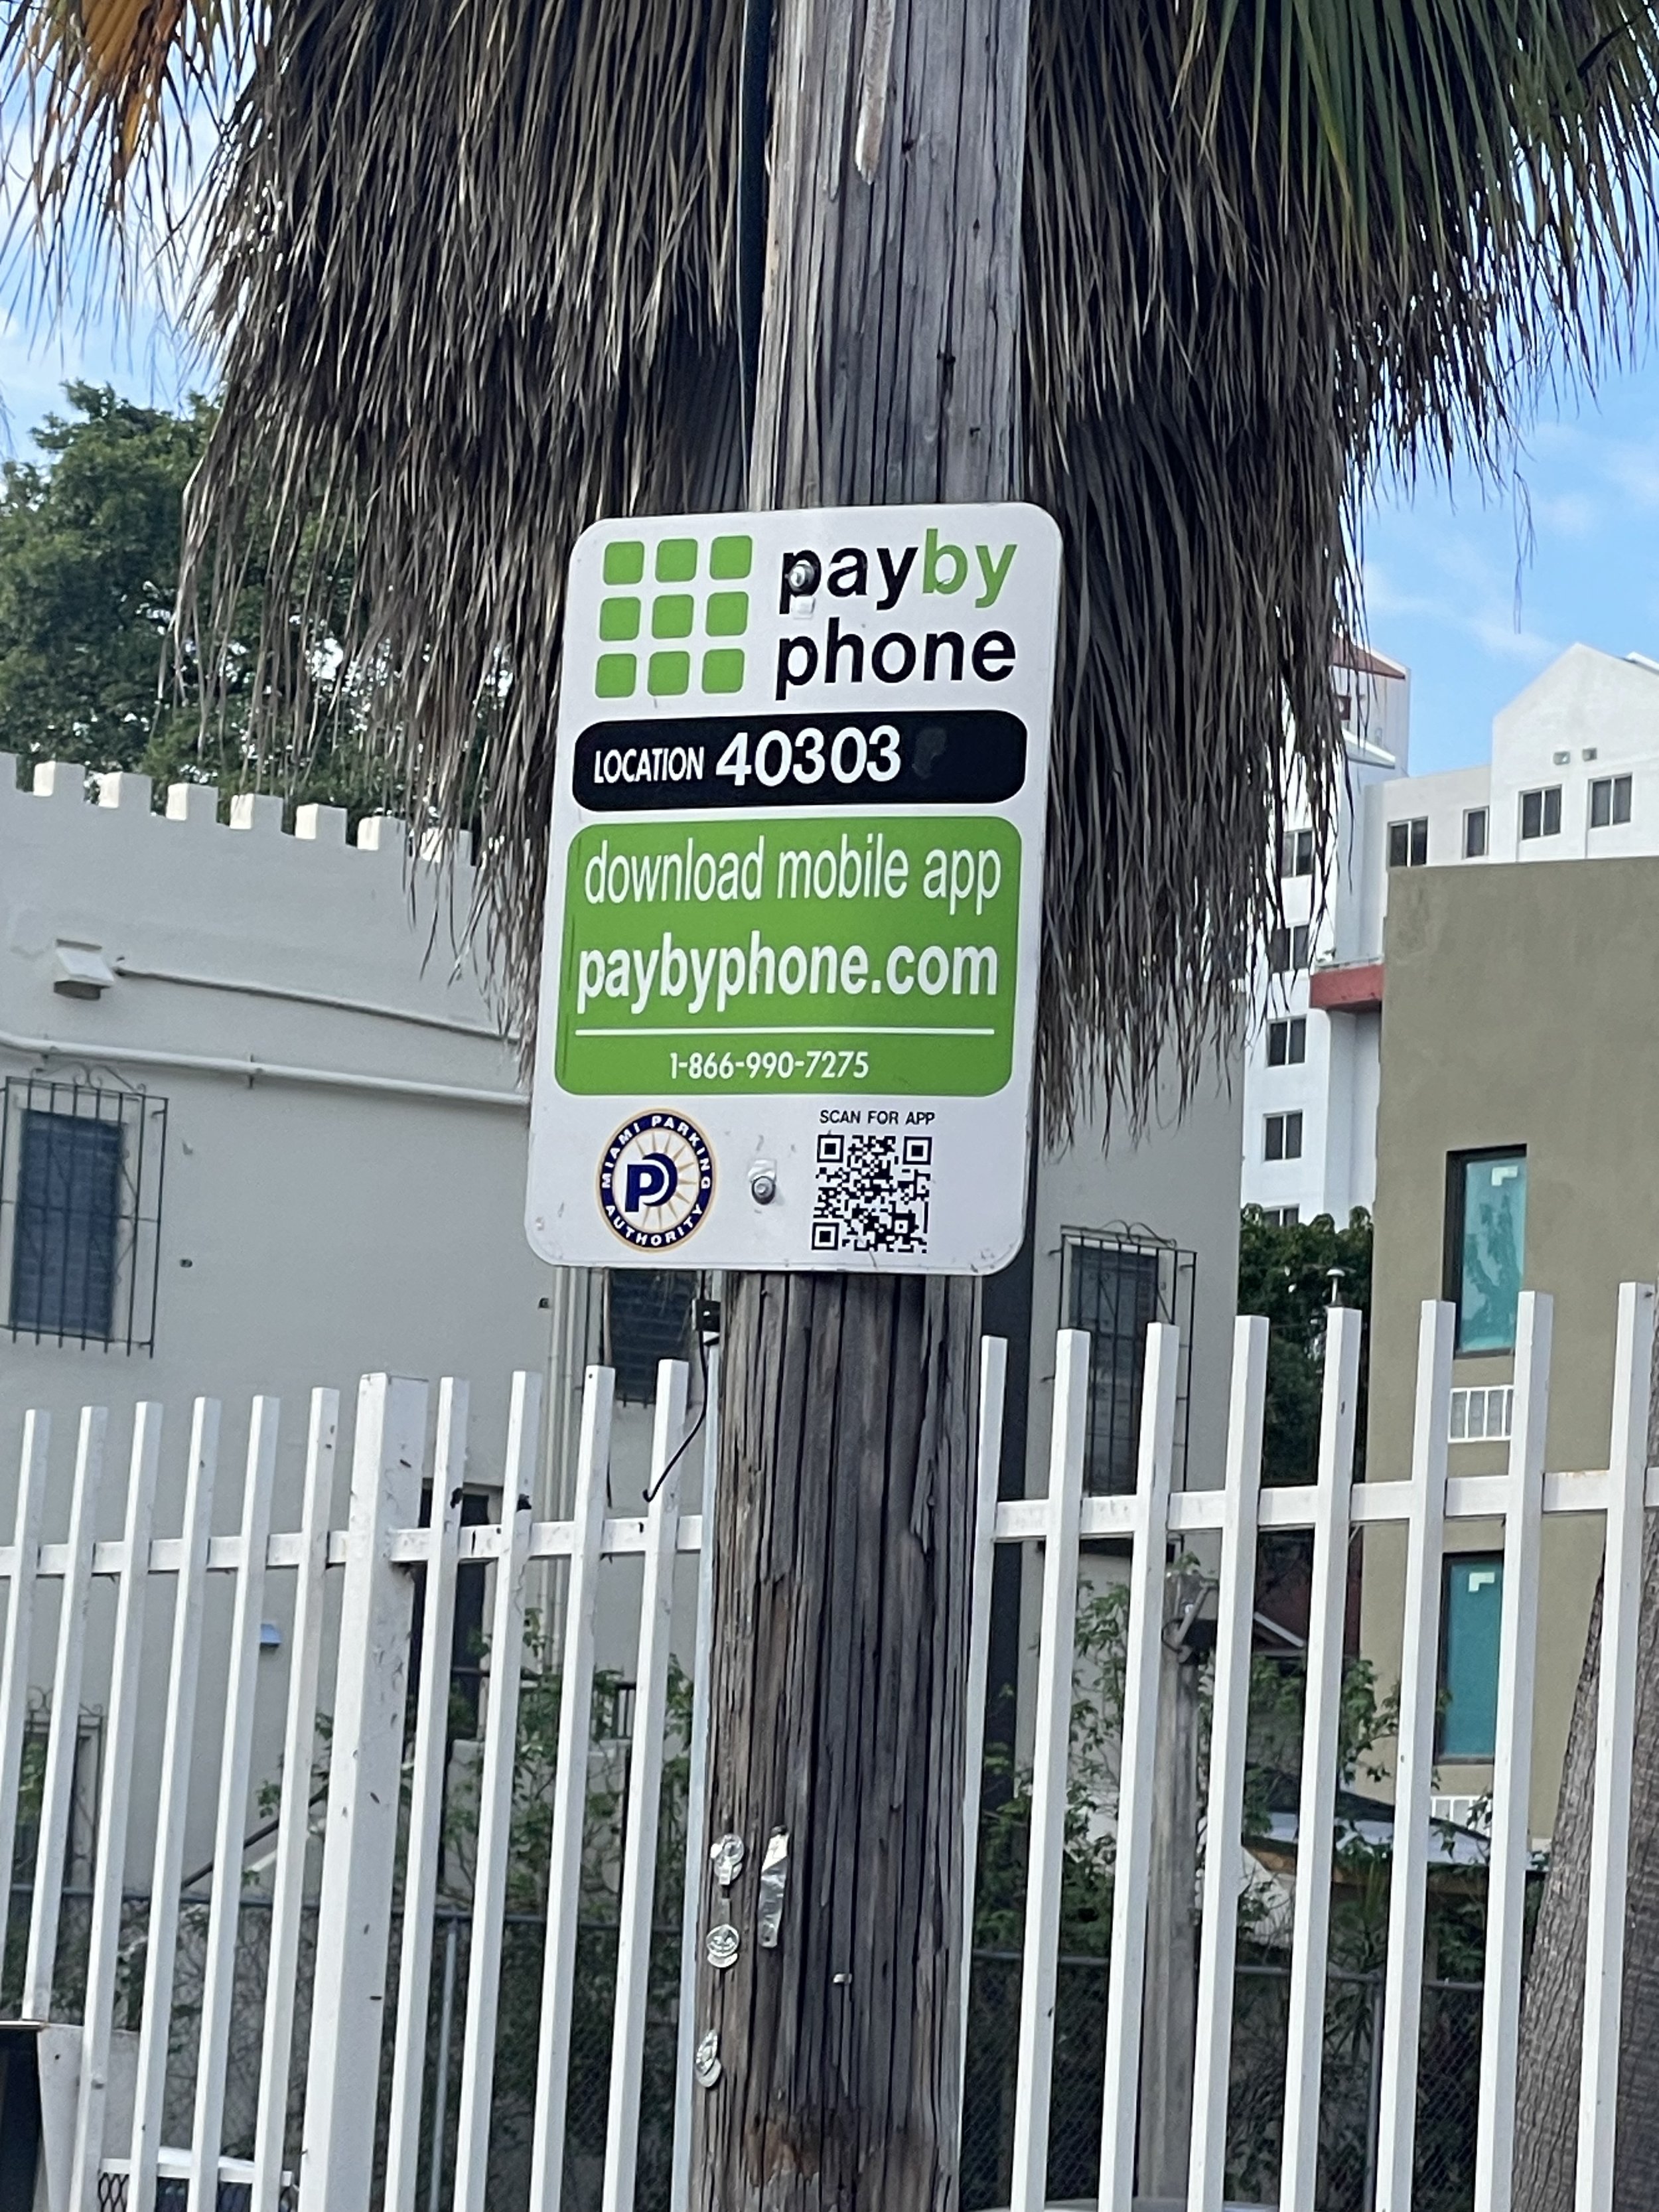 payby
phone
LOCATION 40303
download mobile app
paybyphone.com
1-866-990-7275
MIAMI PARKING AUTHORITY
P
SCAN FOR APP